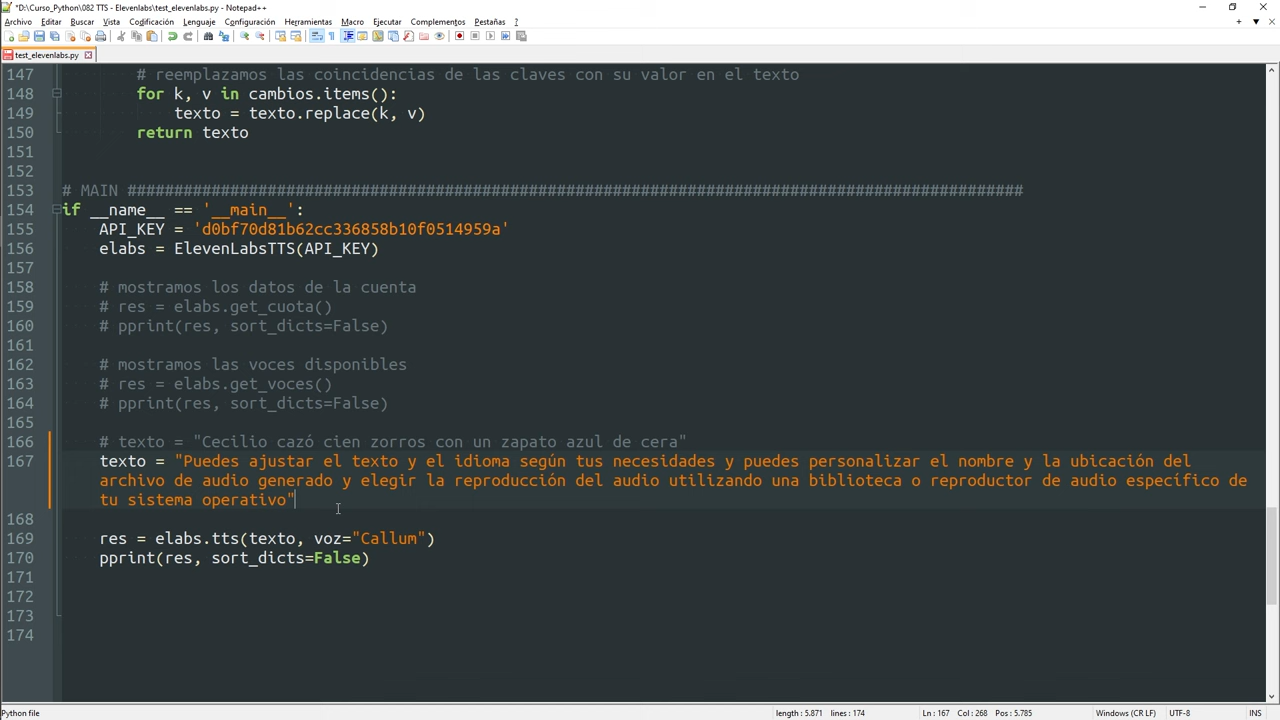 *D:\Curso_Python\082 TTS - Elevenlabs\test_elevenlabs.py - Notepad++
Archivo Editar Buscar Vista Codificación Lenguaje Configuración Herramientas Macro Ejecutar Complementos Pestañas ?
test_elevenlabs.py
147 # reemplazamos las coincidencias de las claves con su valor en el texto
148 for k, v in cambios.items():
149 texto = texto.replace(k, v)
150 return texto
151
152
153 # MAIN ################################################################################################
154 if __name__ == '__main__':
155 API_KEY = 'd0bf70d81b62cc336858b10f0514959a'
156 elabs = ElevenLabsTTS(API_KEY)
157
158 # mostramos los datos de la cuenta
159 # res = elabs.get_cuota()
160 # pprint(res, sort_dicts=False)
161
162 # mostramos las voces disponibles
163 # res = elabs.get_voces()
164 # pprint(res, sort_dicts=False)
165
166 # texto = "Cecilio cazó cien zorros con un zapato azul de cera"
167 texto = "Puedes ajustar el texto y el idioma según tus necesidades y puedes personalizar el nombre y la ubicación del
archivo de audio generado y elegir la reproducción del audio utilizando una biblioteca o reproductor de audio específico de
tu sistema operativo"
168
169 res = elabs.tts(texto, voz="Callum")
170 pprint(res, sort_dicts=False)
171
172
173
174
Python file length : 5.871 lines : 174 Ln : 167 Col : 268 Pos : 5.785 Windows (CR LF) UTF-8 INS